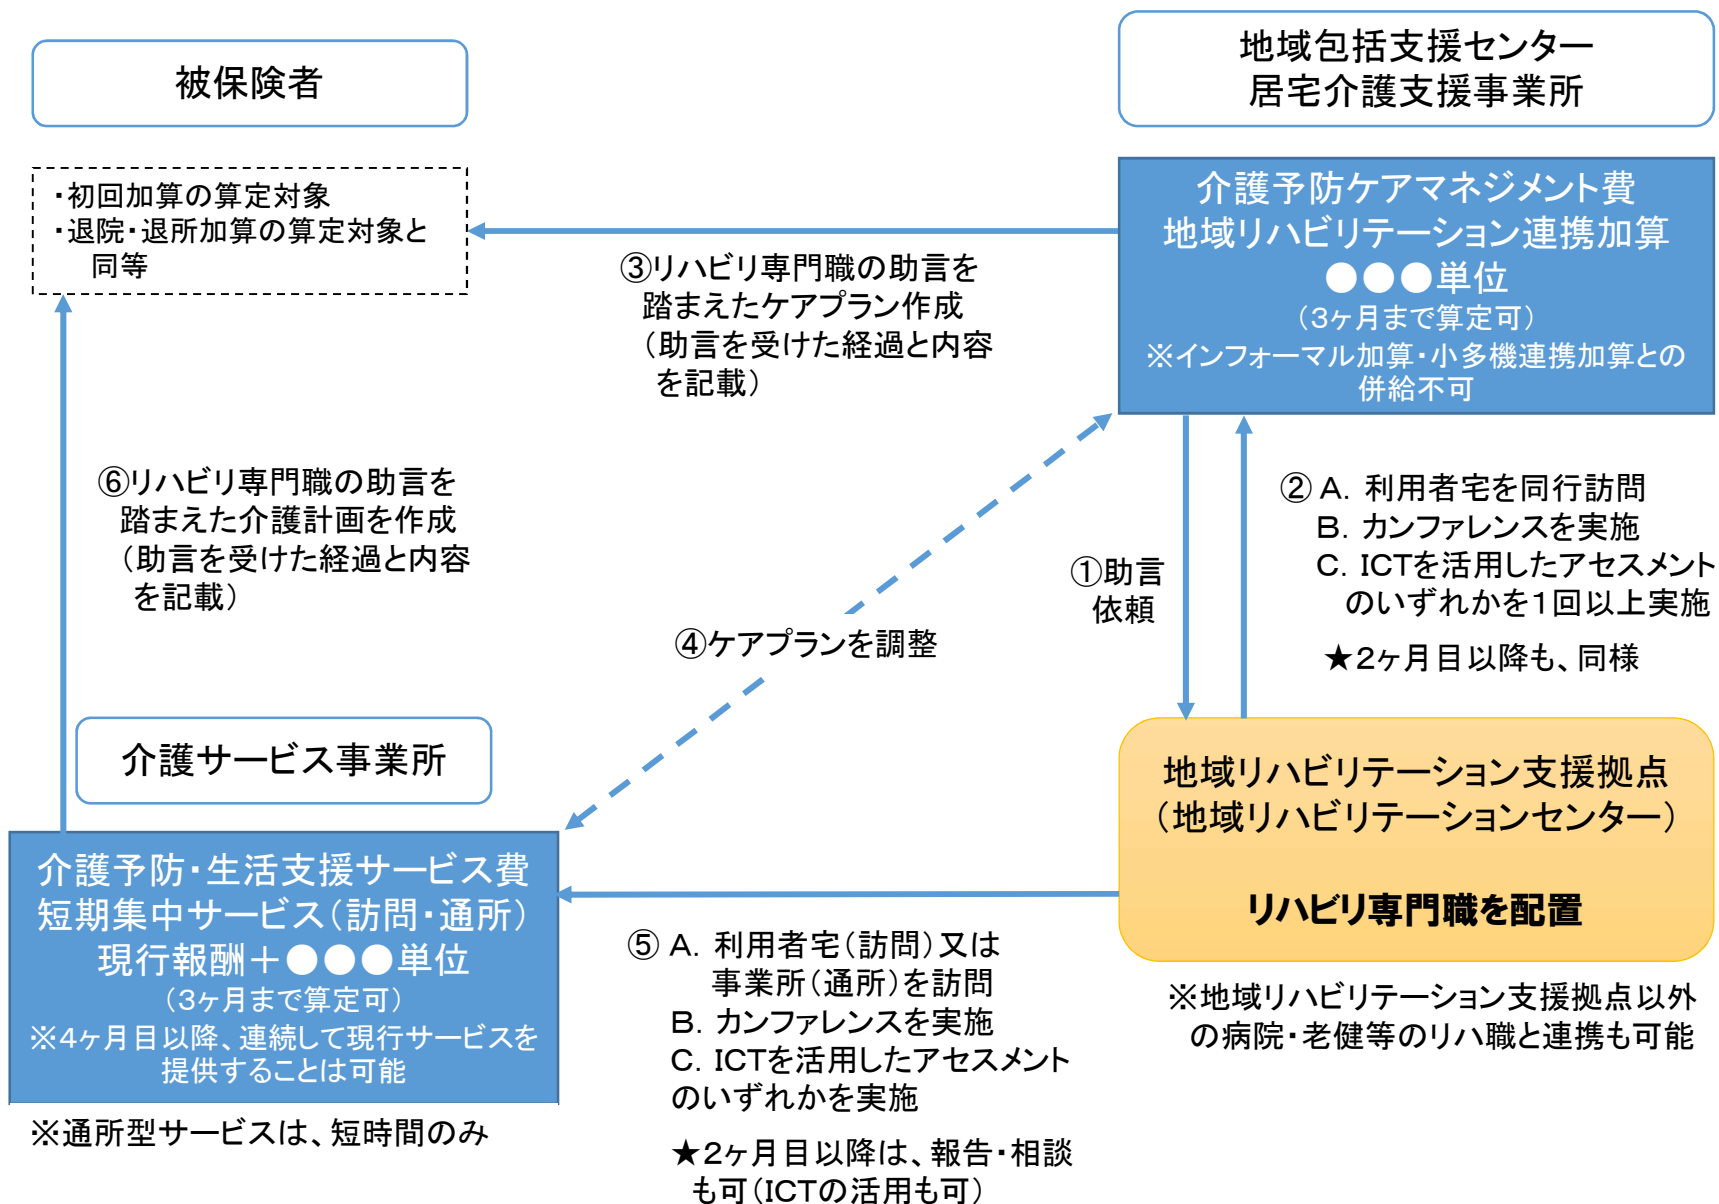 被保険者
地域包括支援センター
居宅介護支援事業所
・初回加算の算定対象
・退院・退所加算の算定対象と
同等
介護予防ケアマネジメント費
地域リハビリテーション連携加算
●●●単位
（3ヶ月まで算定可）
※インフォーマル加算・小多機連携加算との
併給不可
③リハビリ専門職の助言を
踏まえたケアプラン作成
（助言を受けた経過と内容
を記載）
⑥リハビリ専門職の助言を
踏まえた介護計画を作成
（助言を受けた経過と内容
を記載）
①助言
依頼
② A．利用者宅を同行訪問
B．カンファレンスを実施
C．ICTを活用したアセスメント
のいずれかを1回以上実施
★2ヶ月目以降も、同様
④ケアプランを調整
介護サービス事業所
介護予防・生活支援サービス費
短期集中サービス（訪問・通所）
現行報酬＋●●●単位
（3ヶ月まで算定可）
※4ヶ月目以降、連続して現行サービスを
提供することは可能
※通所型サービスは、短時間のみ
地域リハビリテーション支援拠点
（地域リハビリテーションセンター）
リハビリ専門職を配置
⑤ A．利用者宅（訪問）又は
事業所（通所）を訪問
B．カンファレンスを実施
C．ICTを活用したアセスメント
のいずれかを実施
★2ヶ月目以降は、報告・相談
も可（ICTの活用も可）
※地域リハビリテーション支援拠点以外
の病院・老健等のリハ職と連携も可能